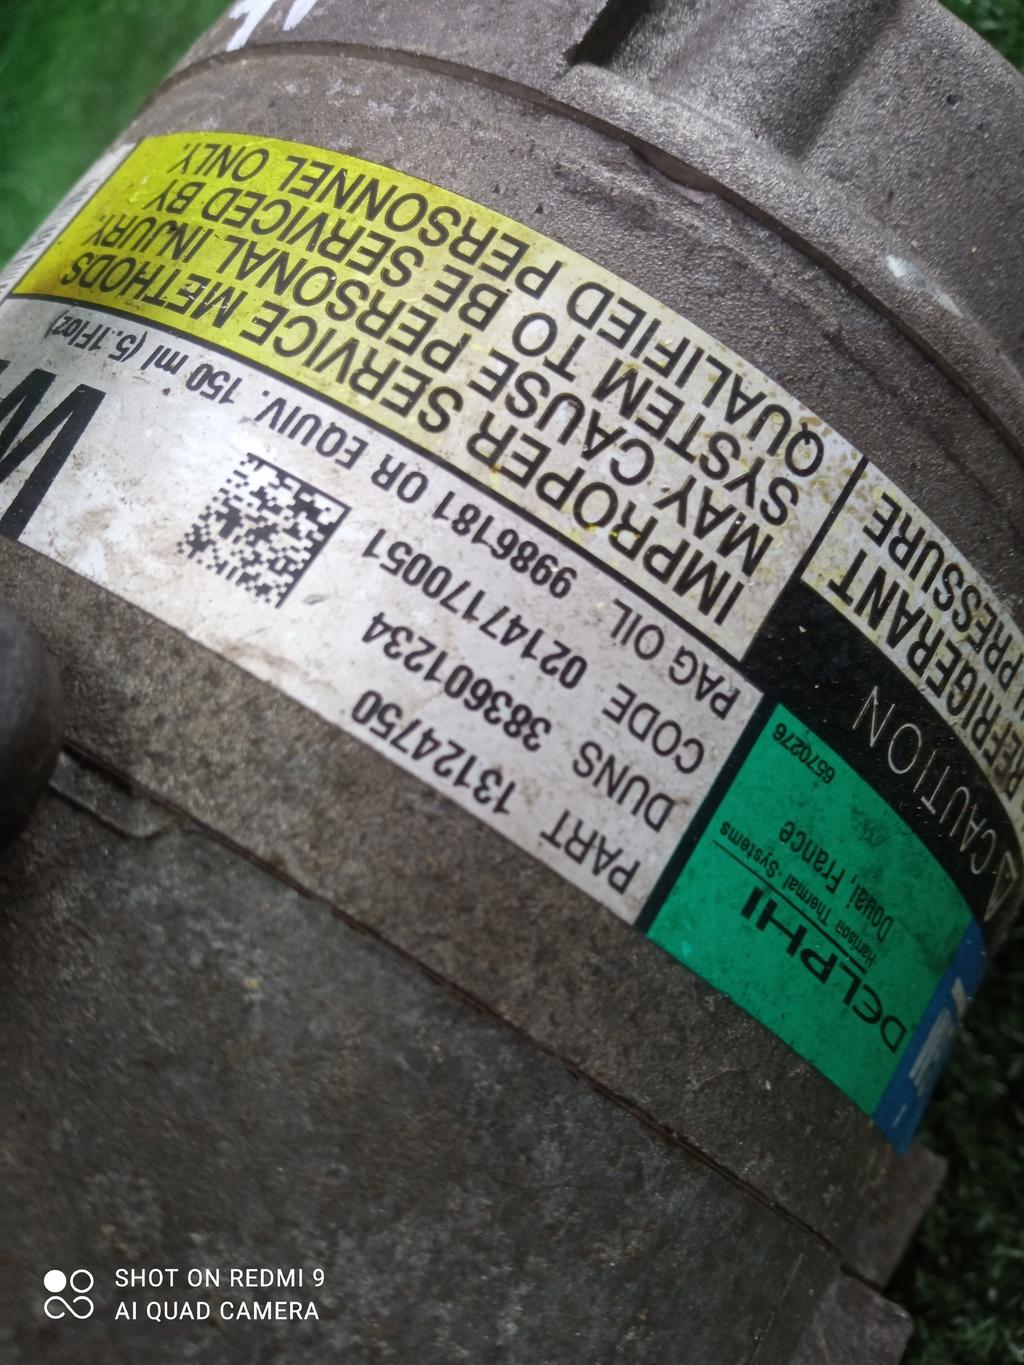 DELPHI
Harrison Thermal Systems
Douai, France
6570276
CAUTION
REFRIGERANT
PRESSURE
PART 13124750
DUNS 383601234
CODE 02147170051
PAG OIL 9986181 OR EQUIV. 150 ml (5.1Floz)
IMPROPER SERVICE METHODS
MAY CAUSE PERSONAL INJURY.
SYSTEM TO BE SERVICED BY
QUALIFIED PERSONNEL ONLY.
SHOT ON REDMI 9
AI QUAD CAMERA